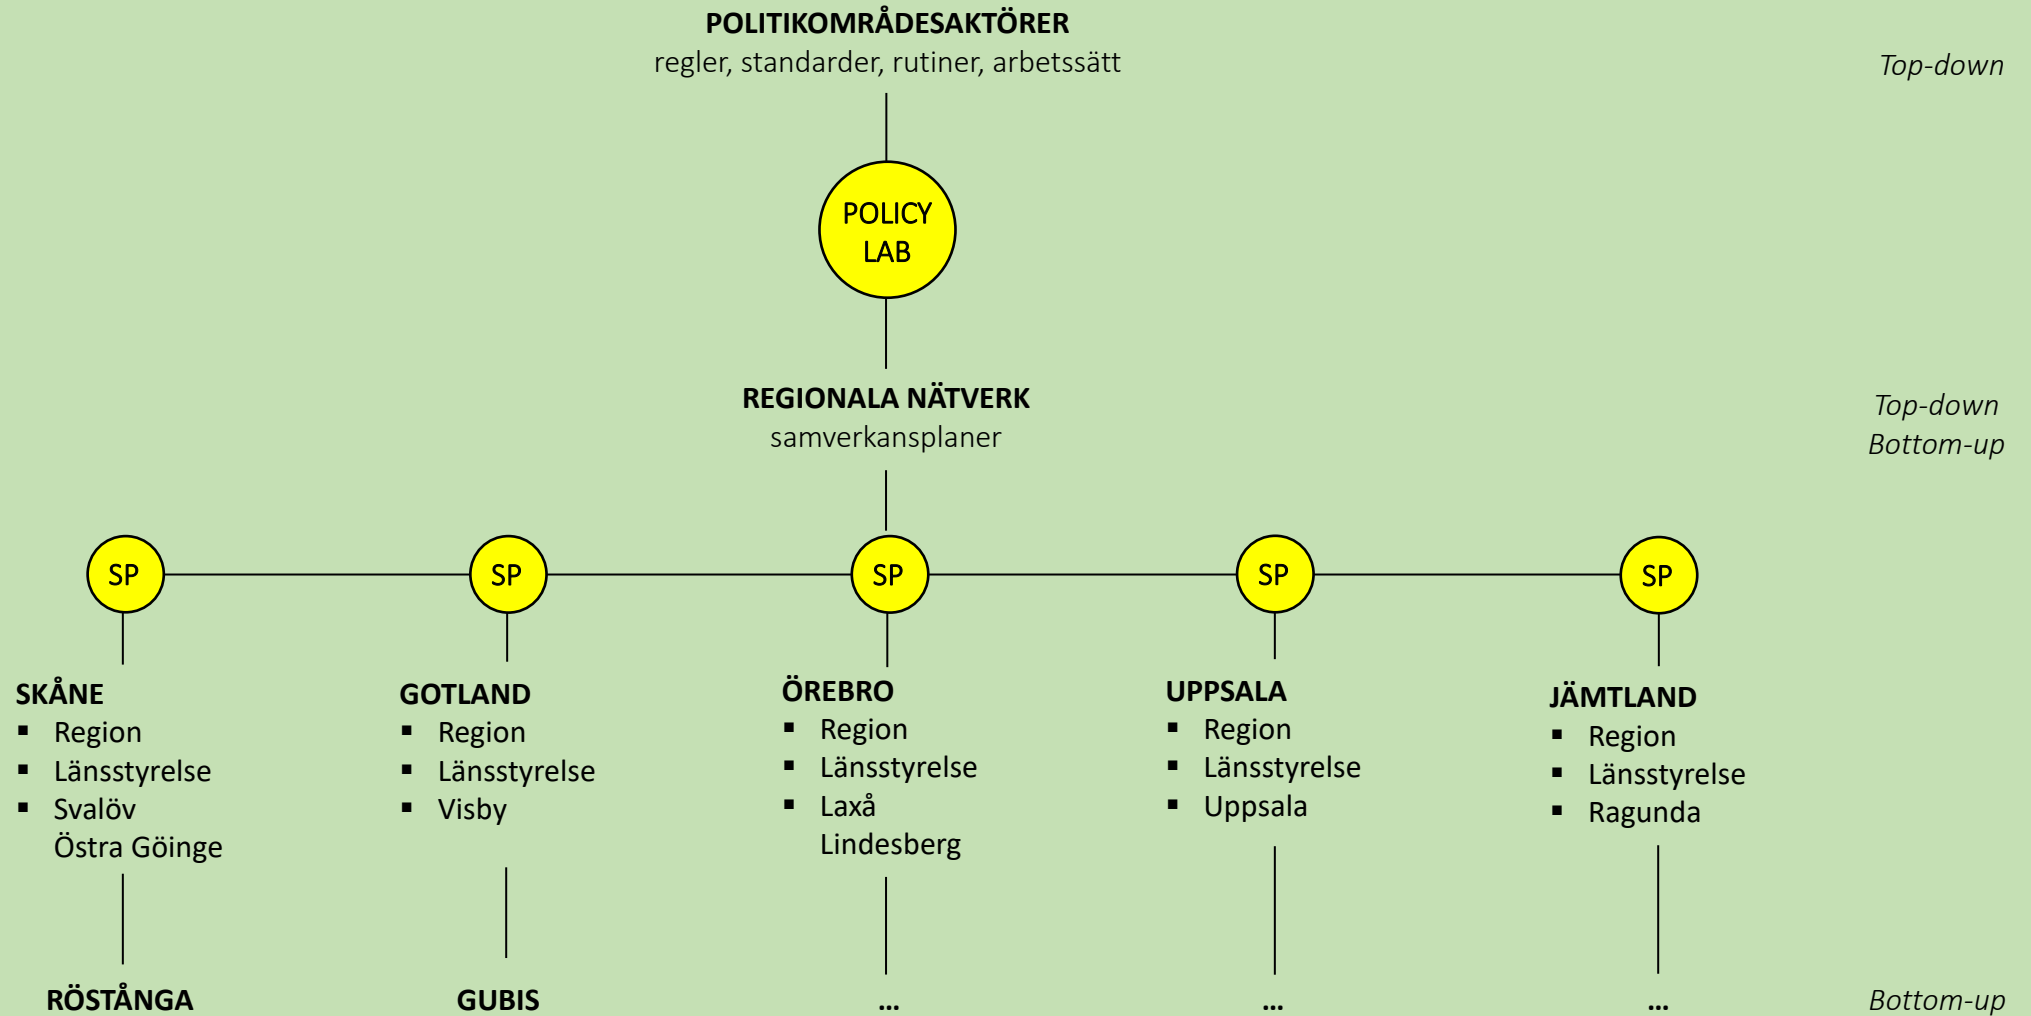 POLITIKOMRÅDESAKTÖRER
regler, standarder, rutiner, arbetssätt
Top-down
POLICY
LAB
REGIONALA NÄTVERK
samverkansplaner
Top-down
Bottom-up
SP
SP
SP
SP
SP
SKÅNE
▪ Region
▪ Länsstyrelse
▪ Svalöv
Östra Göinge
GOTLAND
▪ Region
▪ Länsstyrelse
▪ Visby
ÖREBRO
▪ Region
▪ Länsstyrelse
▪ Laxå
Lindesberg
UPPSALA
▪ Region
▪ Länsstyrelse
▪ Uppsala
JÄMTLAND
▪ Region
▪ Länsstyrelse
▪ Ragunda
RÖSTÅNGA
GUBIS
...
...
...
Bottom-up